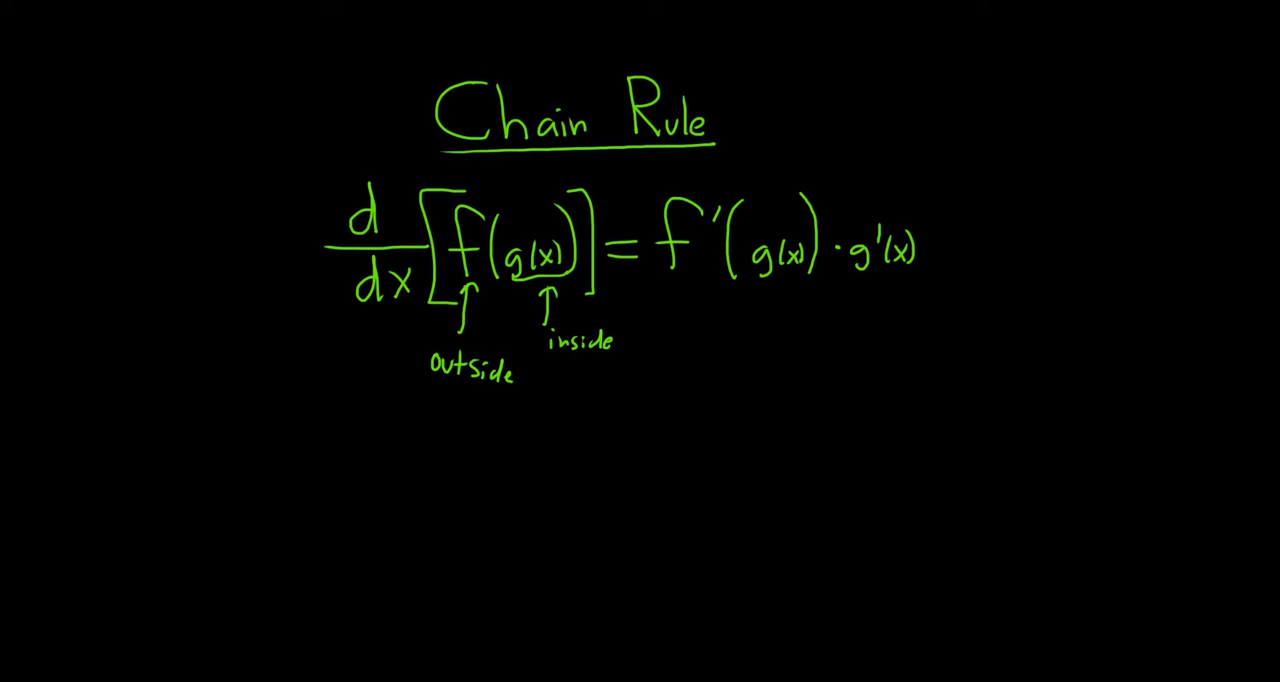 Chain Rule
d/dx [f(g(x))] = f'(g(x)) · g'(x)
inside
outside